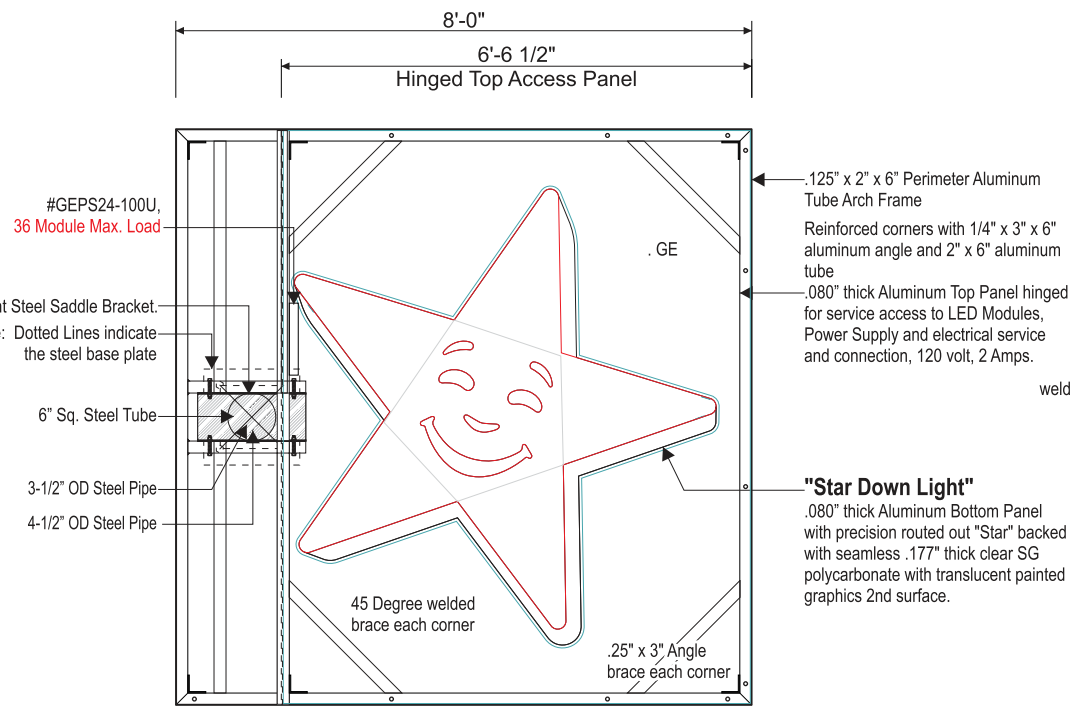 8'-0"
6'-6 1/2"
Hinged Top Access Panel
#GEPS24-100U,
36 Module Max. Load
Steel Saddle Bracket.
Dotted Lines indicate
the steel base plate
6” Sq. Steel Tube
3-1/2” OD Steel Pipe
4-1/2” OD Steel Pipe
. GE
45 Degree welded
brace each corner
.25" x 3" Angle
brace each corner
.125” x 2” x 6” Perimeter Aluminum
Tube Arch Frame
Reinforced corners with 1/4" x 3" x 6"
aluminum angle and 2" x 6" aluminum
tube
.080” thick Aluminum Top Panel hinged
for service access to LED Modules,
Power Supply and electrical service
and connection, 120 volt, 2 Amps.
weld
"Star Down Light"
.080” thick Aluminum Bottom Panel
with precision routed out "Star" backed
with seamless .177" thick clear SG
polycarbonate with translucent painted
graphics 2nd surface.